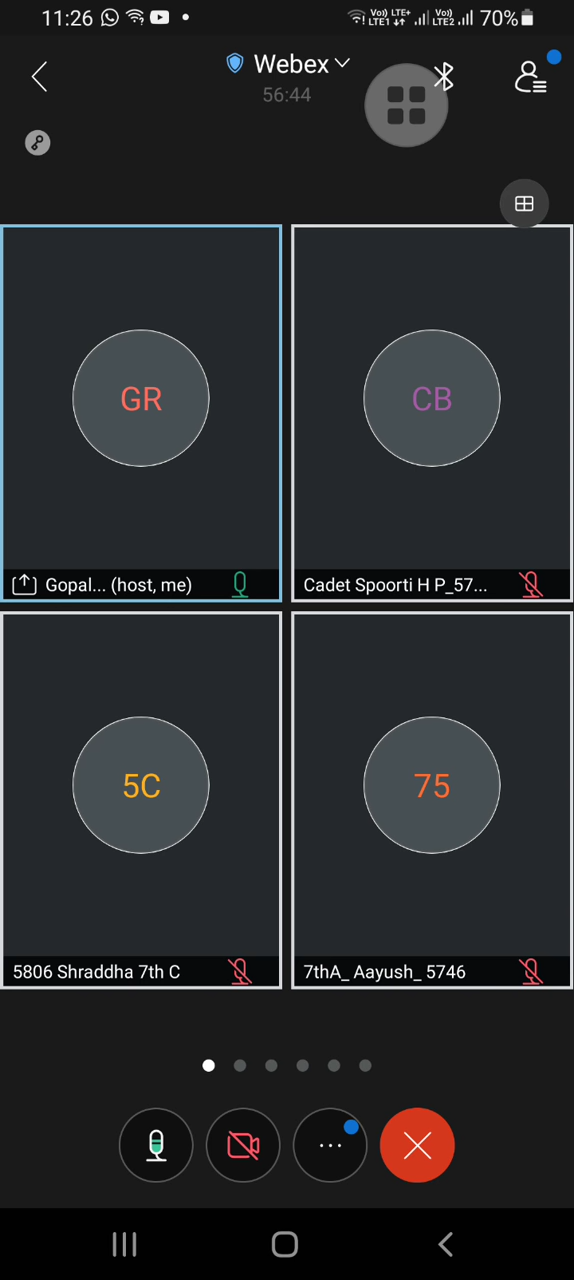 11:26
Vo)) LTE+ Vo)) 70%
LTE1 LTE2
Webex
56:44
GR
CB
Gopal... (host, me)
Cadet Spoorti H P_57...
5C
75
5806 Shraddha 7th C
7thA_ Aayush_ 5746